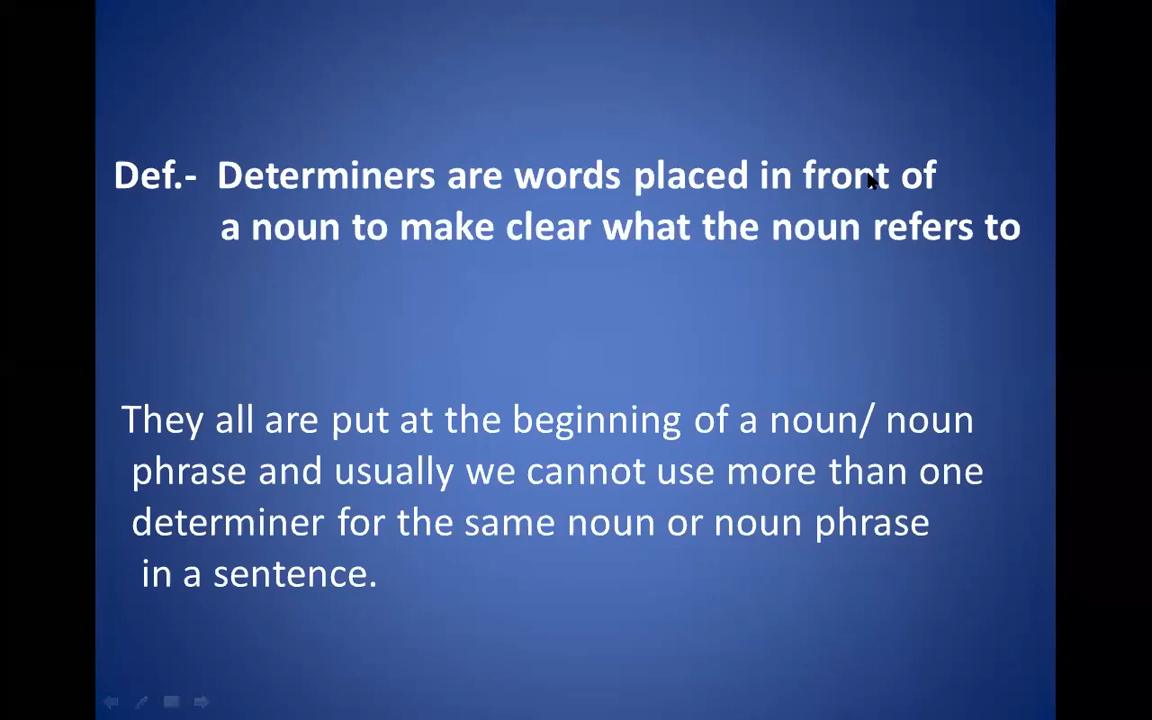 Def.- Determiners are words placed in front of
a noun to make clear what the noun refers to
They all are put at the beginning of a noun/ noun
phrase and usually we cannot use more than one
determiner for the same noun or noun phrase
in a sentence.